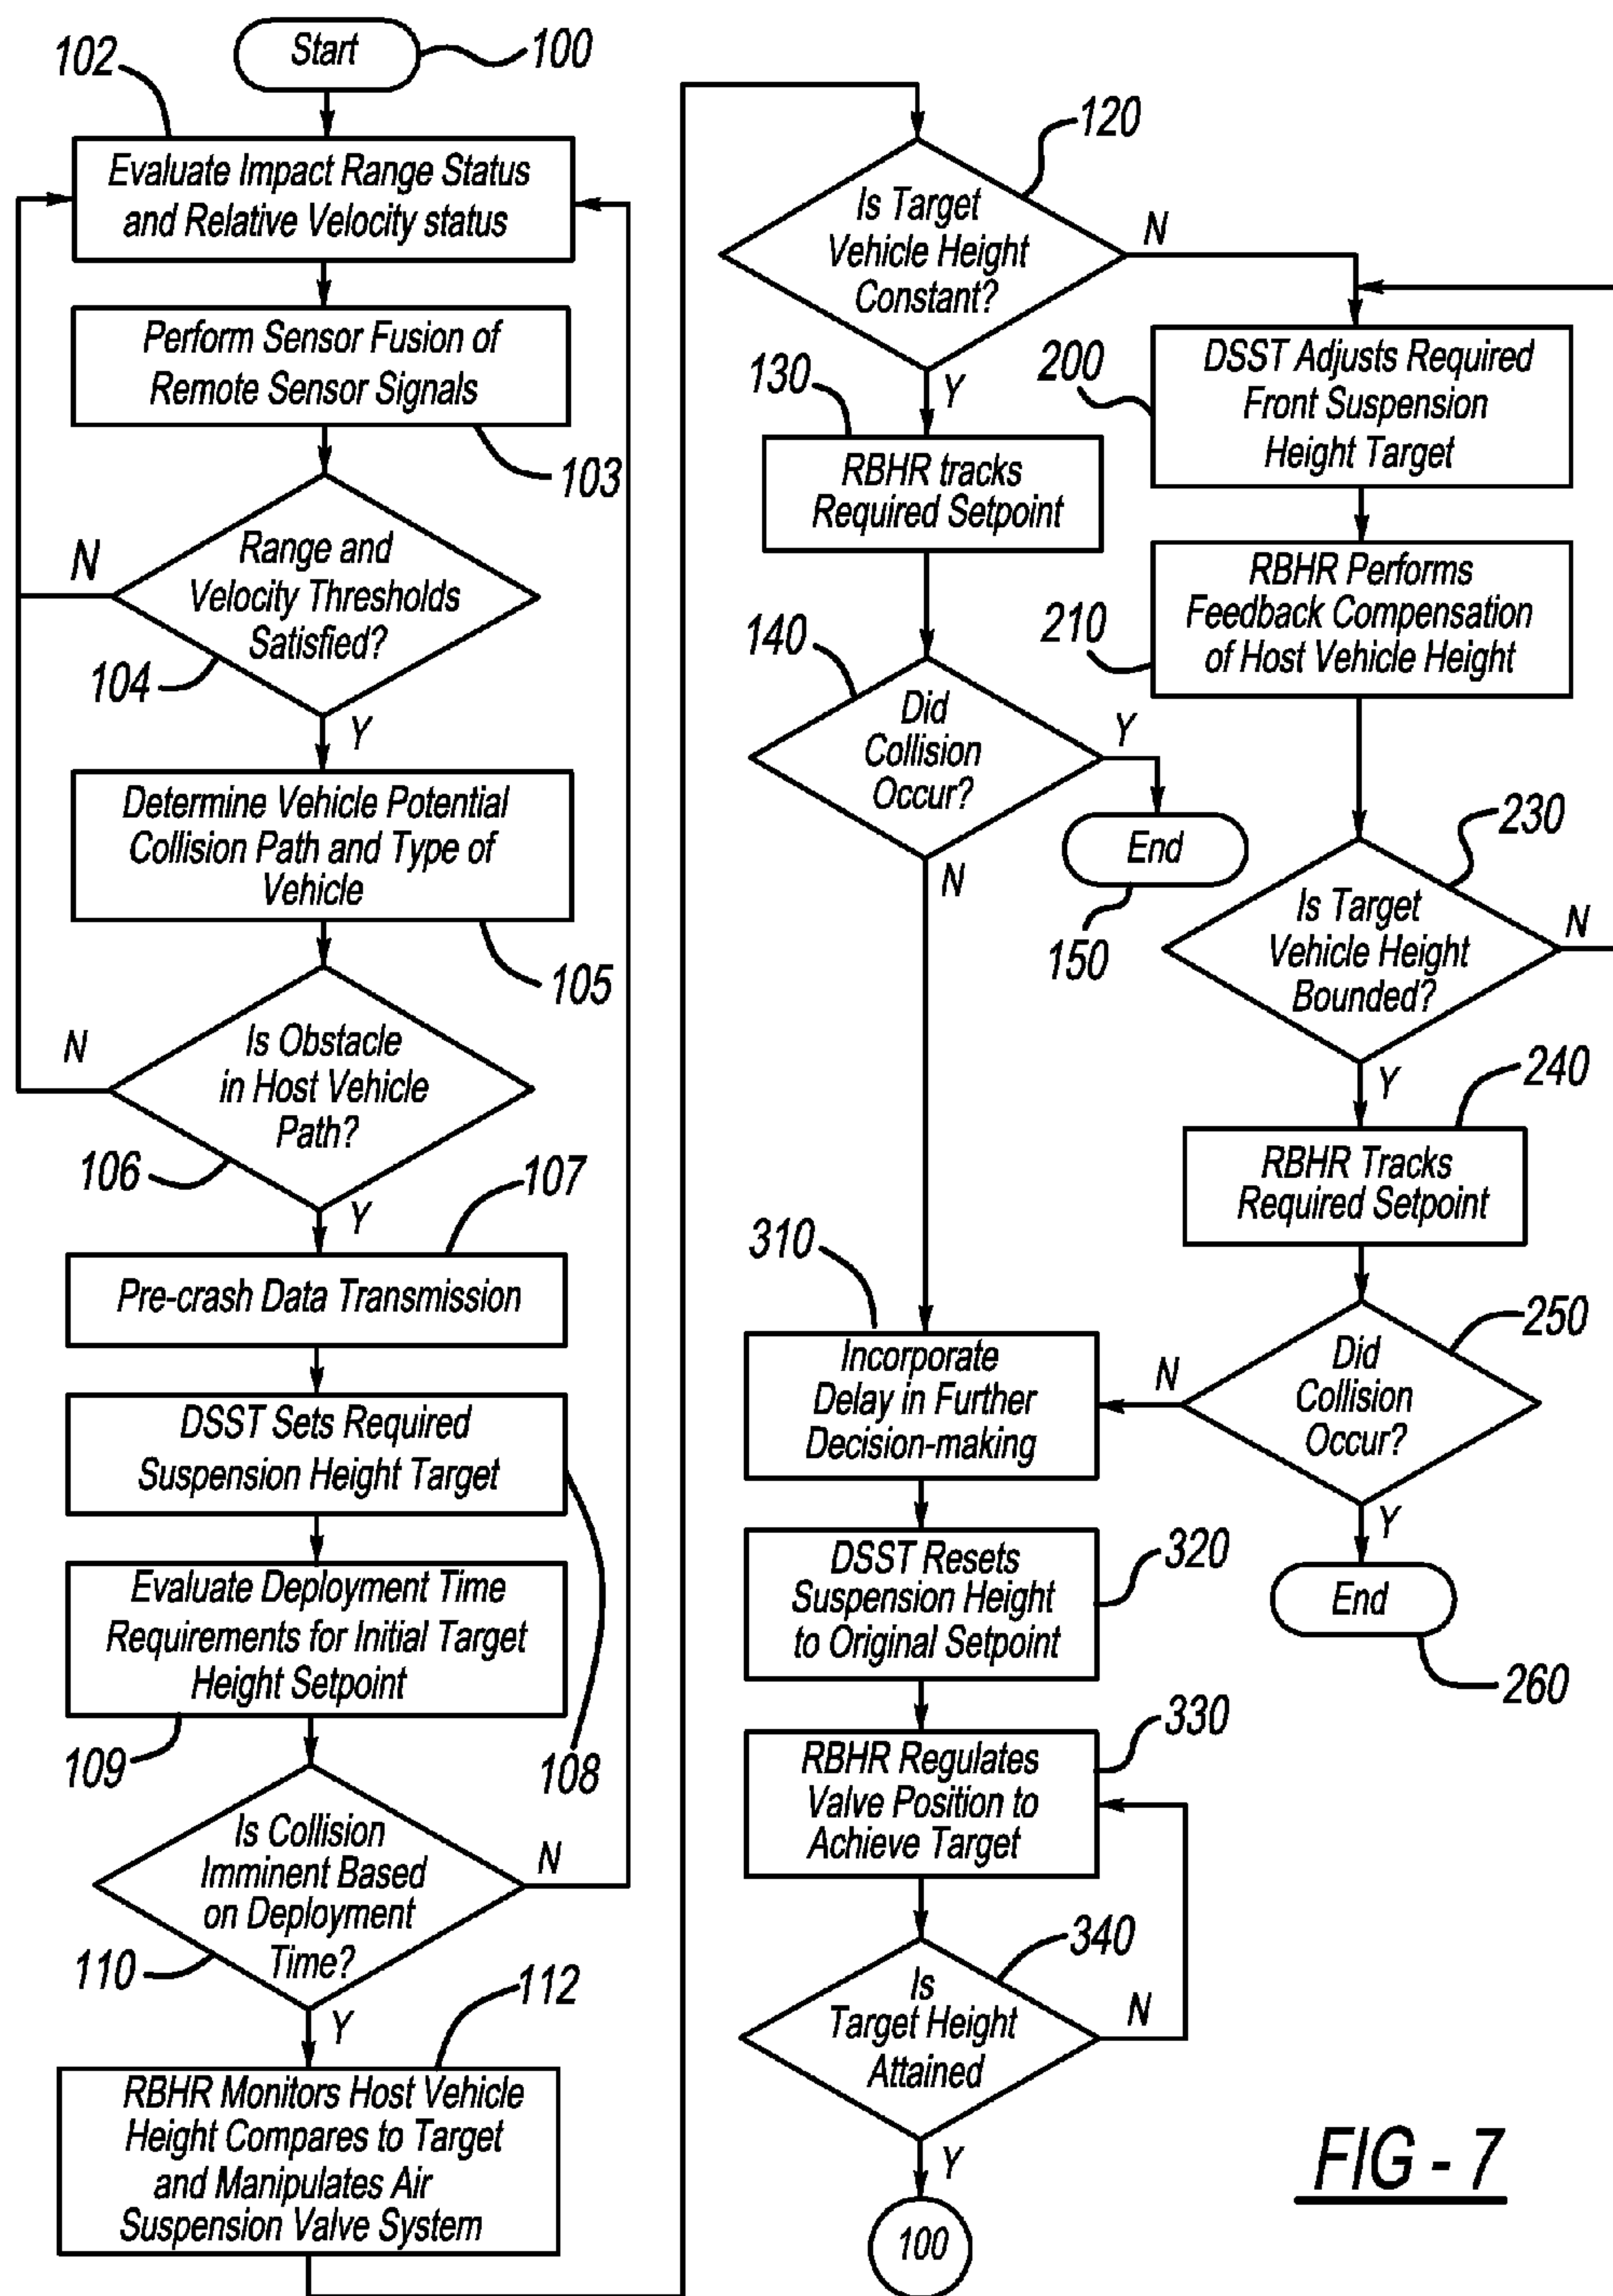 Start
100
102
Evaluate Impact Range Status
and Relative Velocity status
Perform Sensor Fusion of
Remote Sensor Signals
103
Range and
Velocity Thresholds
Satisfied?
N
104
Y
Determine Vehicle Potential
Collision Path and Type of
Vehicle
105
Is Obstacle
in Host Vehicle
Path?
N
106
107
Y
Pre-crash Data Transmission
DSST Sets Required
Suspension Height Target
108
Evaluate Deployment Time
Requirements for Initial Target
Height Setpoint
109
Is Collision
Imminent Based
on Deployment
Time?
N
110
112
Y
RBHR Monitors Host Vehicle
Height Compares to Target
and Manipulates Air
Suspension Valve System
120
Is Target
Vehicle Height
Constant?
N
Y
130
RBHR tracks
Required Setpoint
140
Did
Collision
Occur?
Y
End
150
N
200
DSST Adjusts Required
Front Suspension
Height Target
210
RBHR Performs
Feedback Compensation
of Host Vehicle Height
230
Is Target
Vehicle Height
Bounded?
N
Y
240
RBHR Tracks
Required Setpoint
250
Did
Collision
Occur?
N
Y
End
260
310
Incorporate
Delay in Further
Decision-making
320
DSST Resets
Suspension Height
to Original Setpoint
330
RBHR Regulates
Valve Position to
Achieve Target
340
Is
Target Height
Attained
N
Y
100
FIG - 7